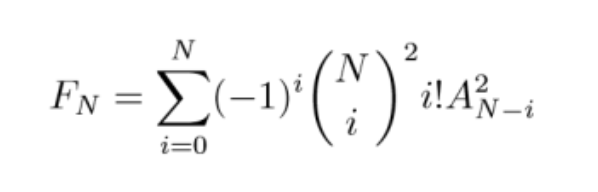 F_N = \sum_{i=0}^{N} (-1)^i \binom{N}{i}^2 i! A_{N-i}^2